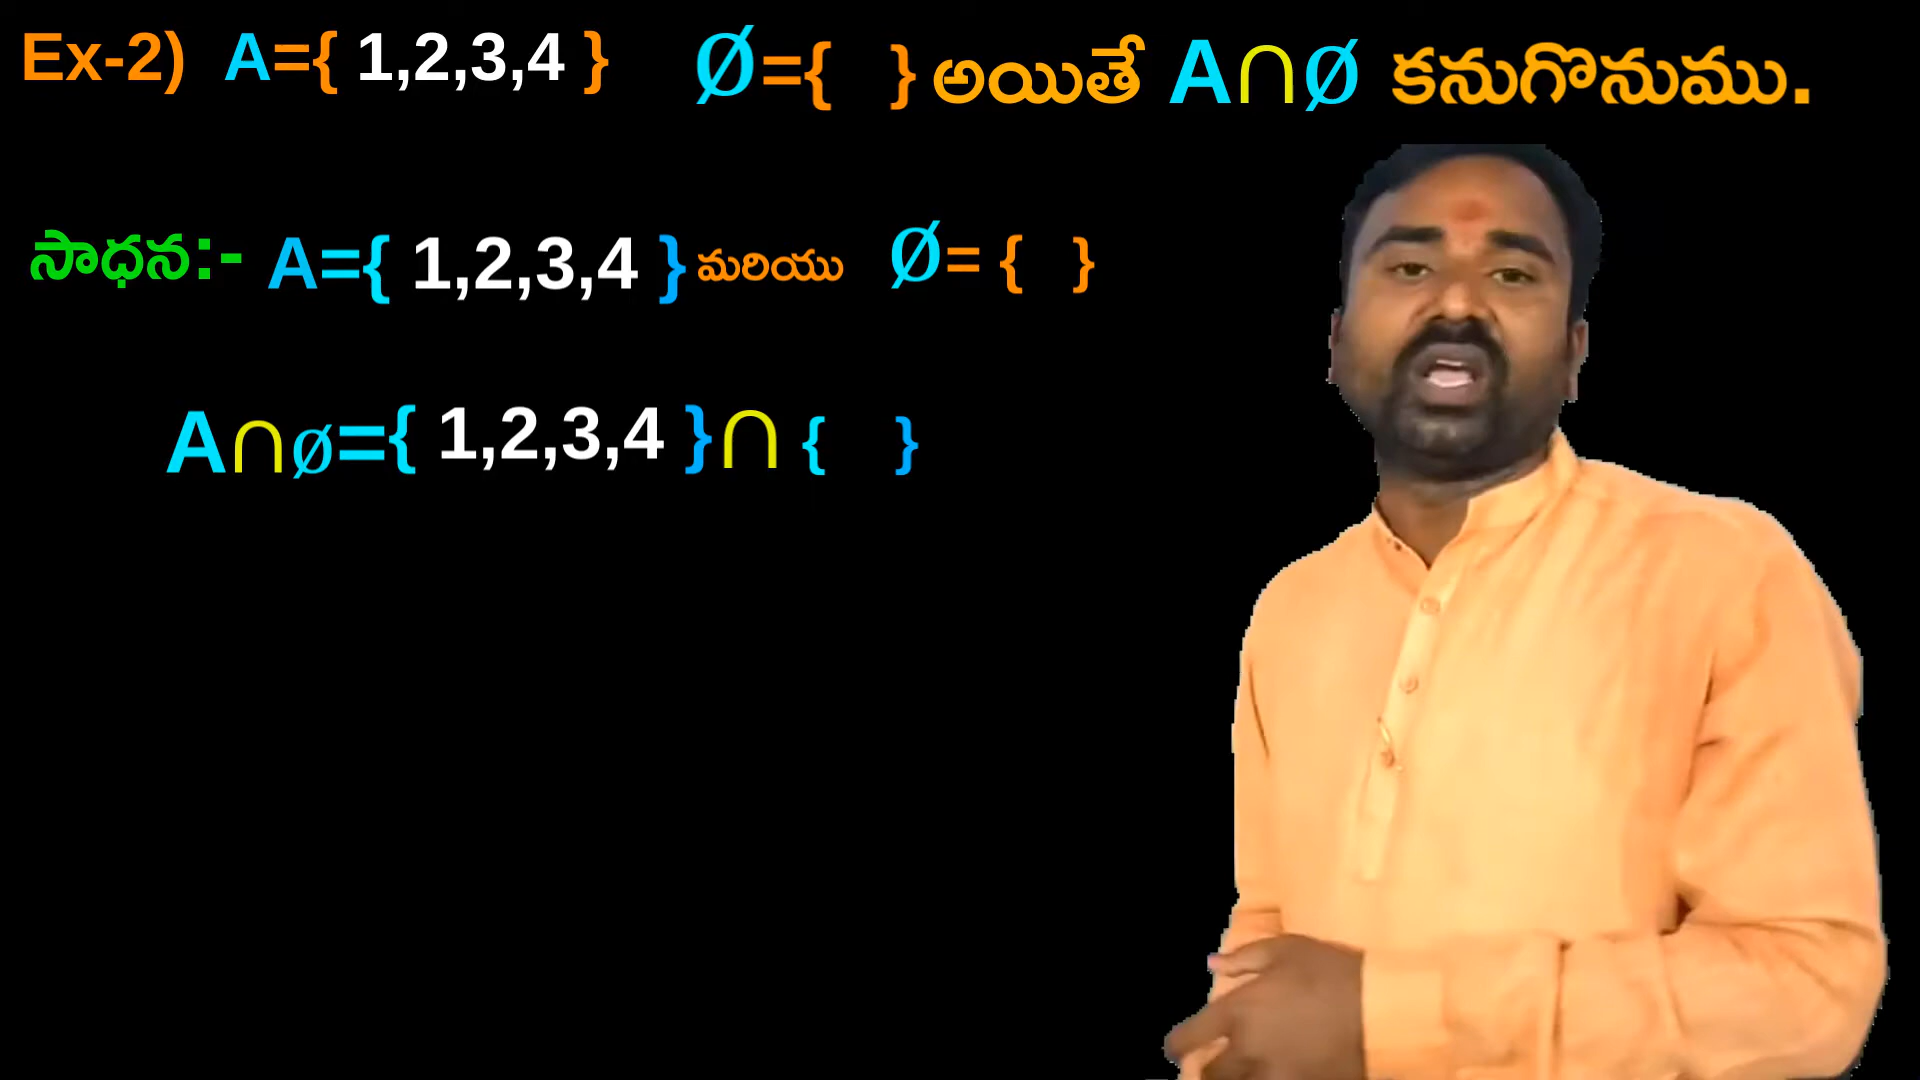 Ex-2) A={ 1,2,3,4 } Ø={ } అయితే A∩Ø కనుగొనుము.
సాధన:- A={ 1,2,3,4 } మరియు Ø= { }
A∩Ø={ 1,2,3,4 }∩ { }